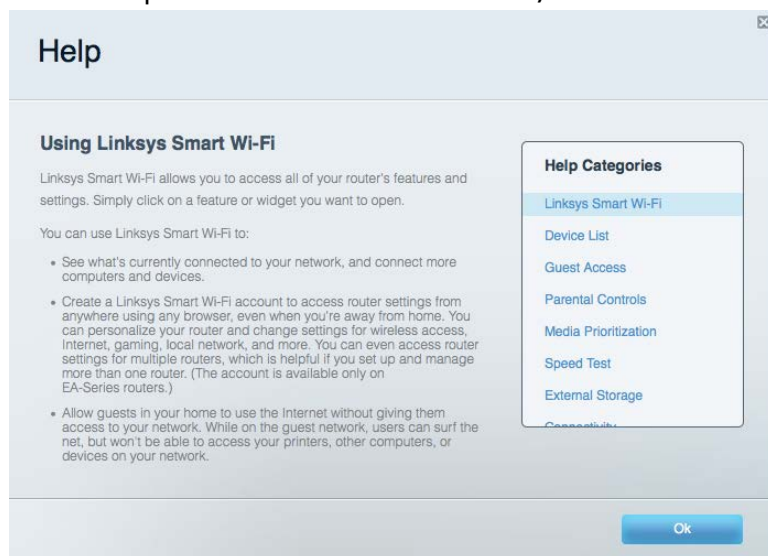 Help
Using Linksys Smart Wi-Fi
Linksys Smart Wi-Fi allows you to access all of your router's features and
settings. Simply click on a feature or widget you want to open.
You can use Linksys Smart Wi-Fi to:
• See what's currently connected to your network, and connect more
computers and devices.
• Create a Linksys Smart Wi-Fi account to access router settings from
anywhere using any browser, even when you're away from home. You
can personalize your router and change settings for wireless access,
Internet, gaming, local network, and more. You can even access router
settings for multiple routers, which is helpful if you set up and manage
more than one router. (The account is available only on
EA-Series routers.)
• Allow guests in your home to use the Internet without giving them
access to your network. While on the guest network, users can surf the
net, but won't be able to access your printers, other computers, or
devices on your network.
Help Categories
Linksys Smart Wi-Fi
Device List
Guest Access
Parental Controls
Media Prioritization
Speed Test
External Storage
Connectivity
Ok